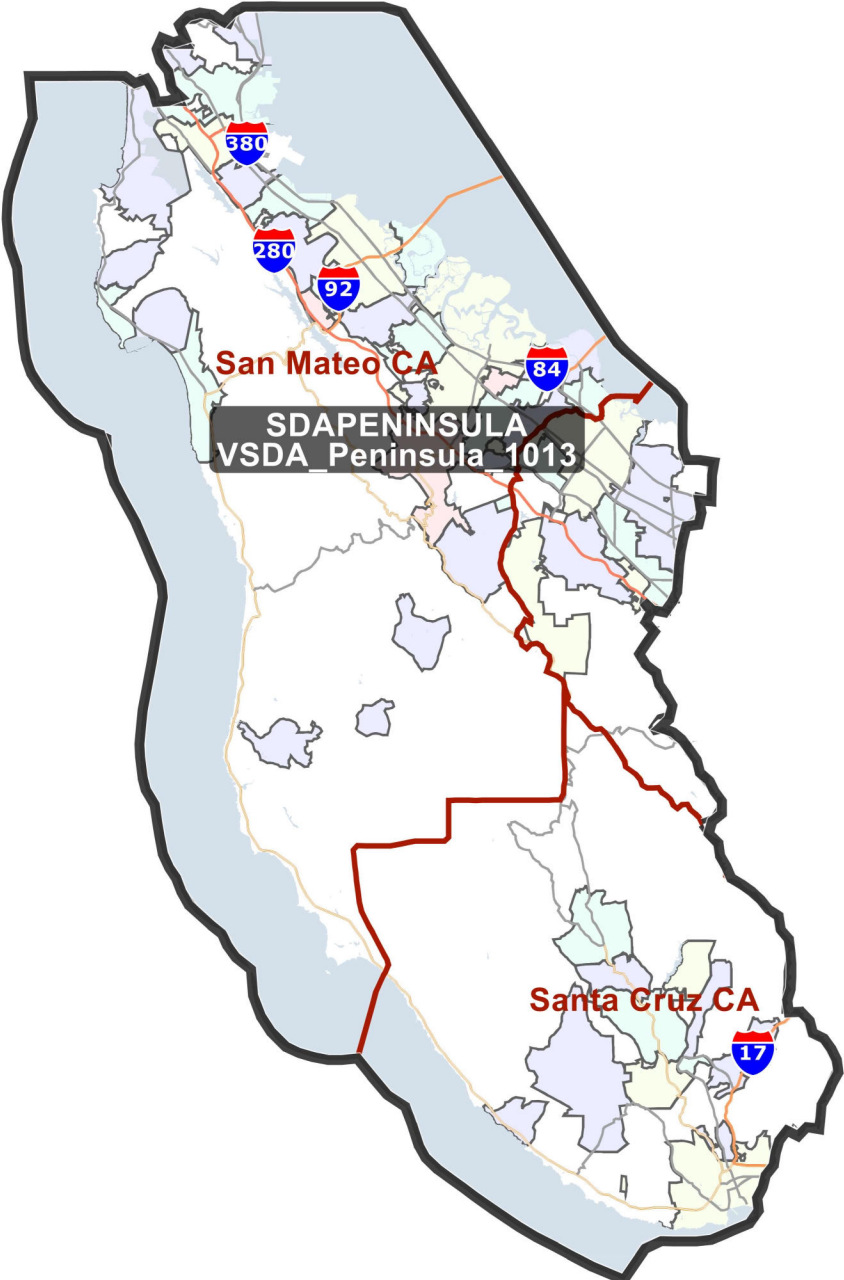 380
280
92
San Mateo CA
84
SDAPENINSULA
VSDA_Peninsula_1013
Santa Cruz CA
17